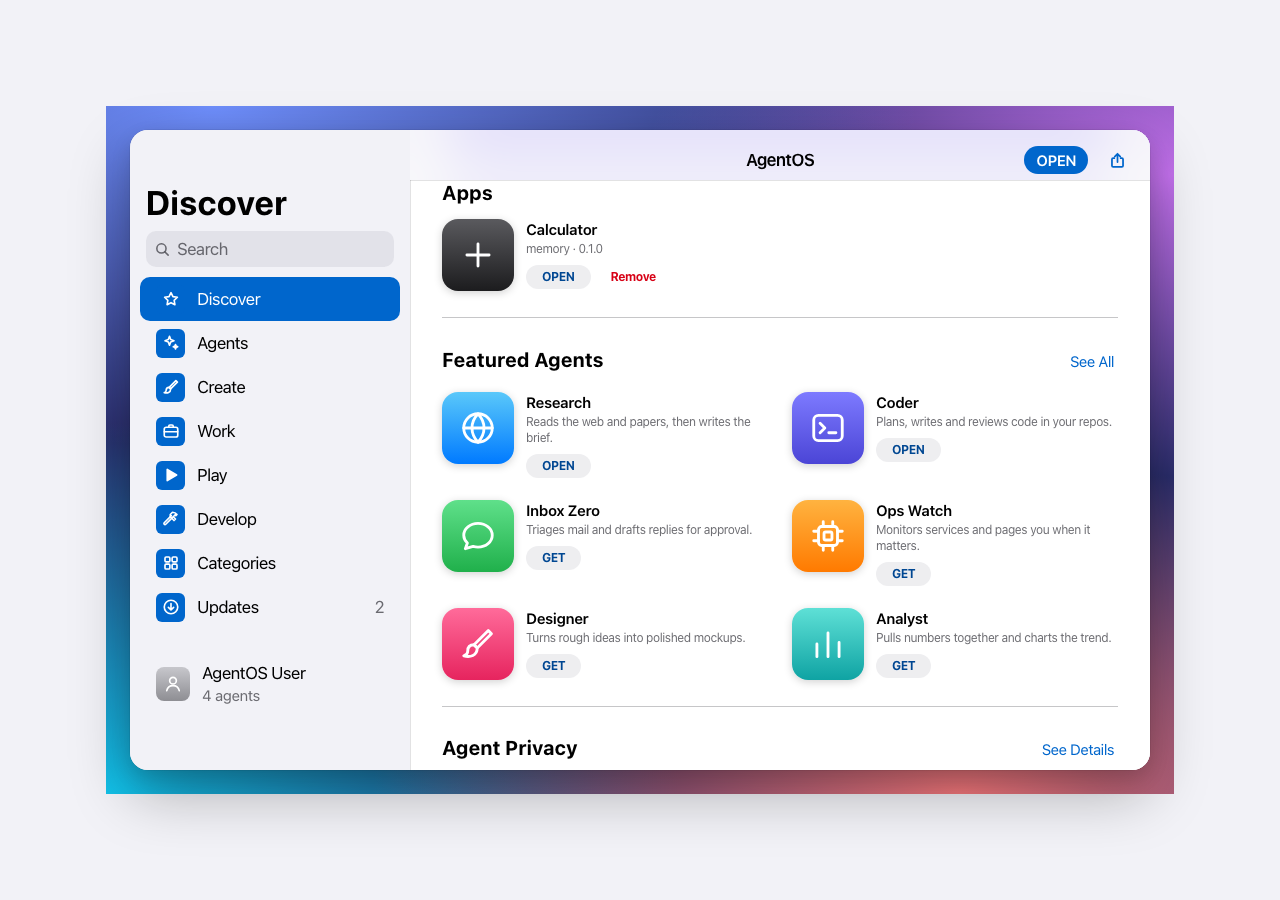 AgentOS
OPEN
Discover
Search
Discover
Agents
Create
Work
Play
Develop
Categories
Updates 2
AgentOS User
4 agents
Apps
Calculator
memory · 0.1.0
OPEN Remove
Featured Agents See All
Research
Reads the web and papers, then writes the
brief.
OPEN
Coder
Plans, writes and reviews code in your repos.
OPEN
Inbox Zero
Triages mail and drafts replies for approval.
GET
Ops Watch
Monitors services and pages you when it
matters.
GET
Designer
Turns rough ideas into polished mockups.
GET
Analyst
Pulls numbers together and charts the trend.
GET
Agent Privacy See Details